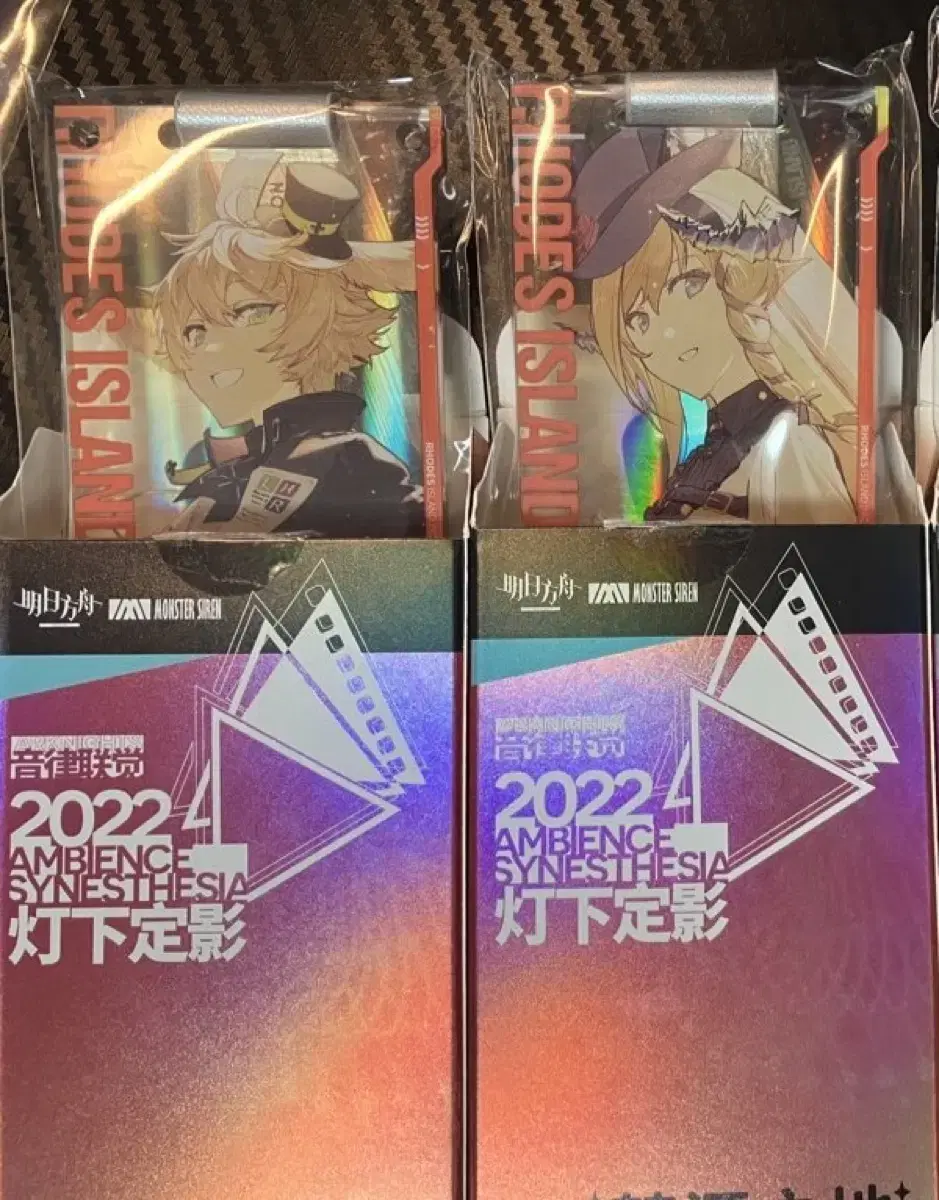 RHODES ISLAND
RHODES ISLAND
RHODES ISLAND
RHODES ISLAND
明日方舟
MONSTER SIREN
音律联觉
2022
AMBIENCE
SYNESTHESIA
灯下定影
明日方舟
MONSTER SIREN
音律联觉
2022
AMBIENCE
SYNESTHESIA
灯下定影